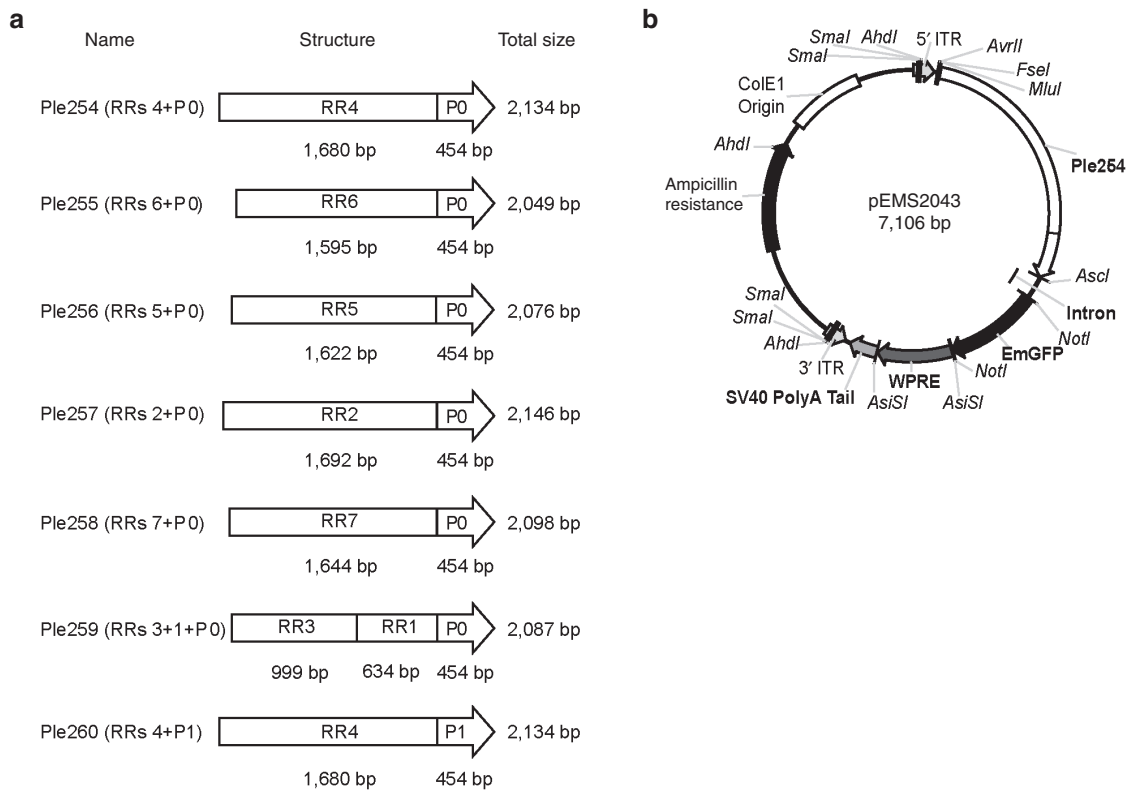 a
Name Structure Total size
Ple254 (RRs 4+P0) RR4 P0 2,134 bp
1,680 bp 454 bp
Ple255 (RRs 6+P0) RR6 P0 2,049 bp
1,595 bp 454 bp
Ple256 (RRs 5+P0) RR5 P0 2,076 bp
1,622 bp 454 bp
Ple257 (RRs 2+P0) RR2 P0 2,146 bp
1,692 bp 454 bp
Ple258 (RRs 7+P0) RR7 P0 2,098 bp
1,644 bp 454 bp
Ple259 (RRs 3+1+P0) RR3 RR1 P0 2,087 bp
999 bp 634 bp 454 bp
Ple260 (RRs 4+P1) RR4 P1 2,134 bp
1,680 bp 454 bp
b
SmaI AhdI 5′ ITR AvrII
SmaI FseI
MluI
ColE1
Origin
AhdI
Ple254
Ampicillin
resistance
pEMS2043
7,106 bp
AscI
Intron
NotI
EmGFP
NotI
AsiSI
WPRE
AsiSI
SV40 PolyA Tail
3′ ITR
AhdI
SmaI
SmaI